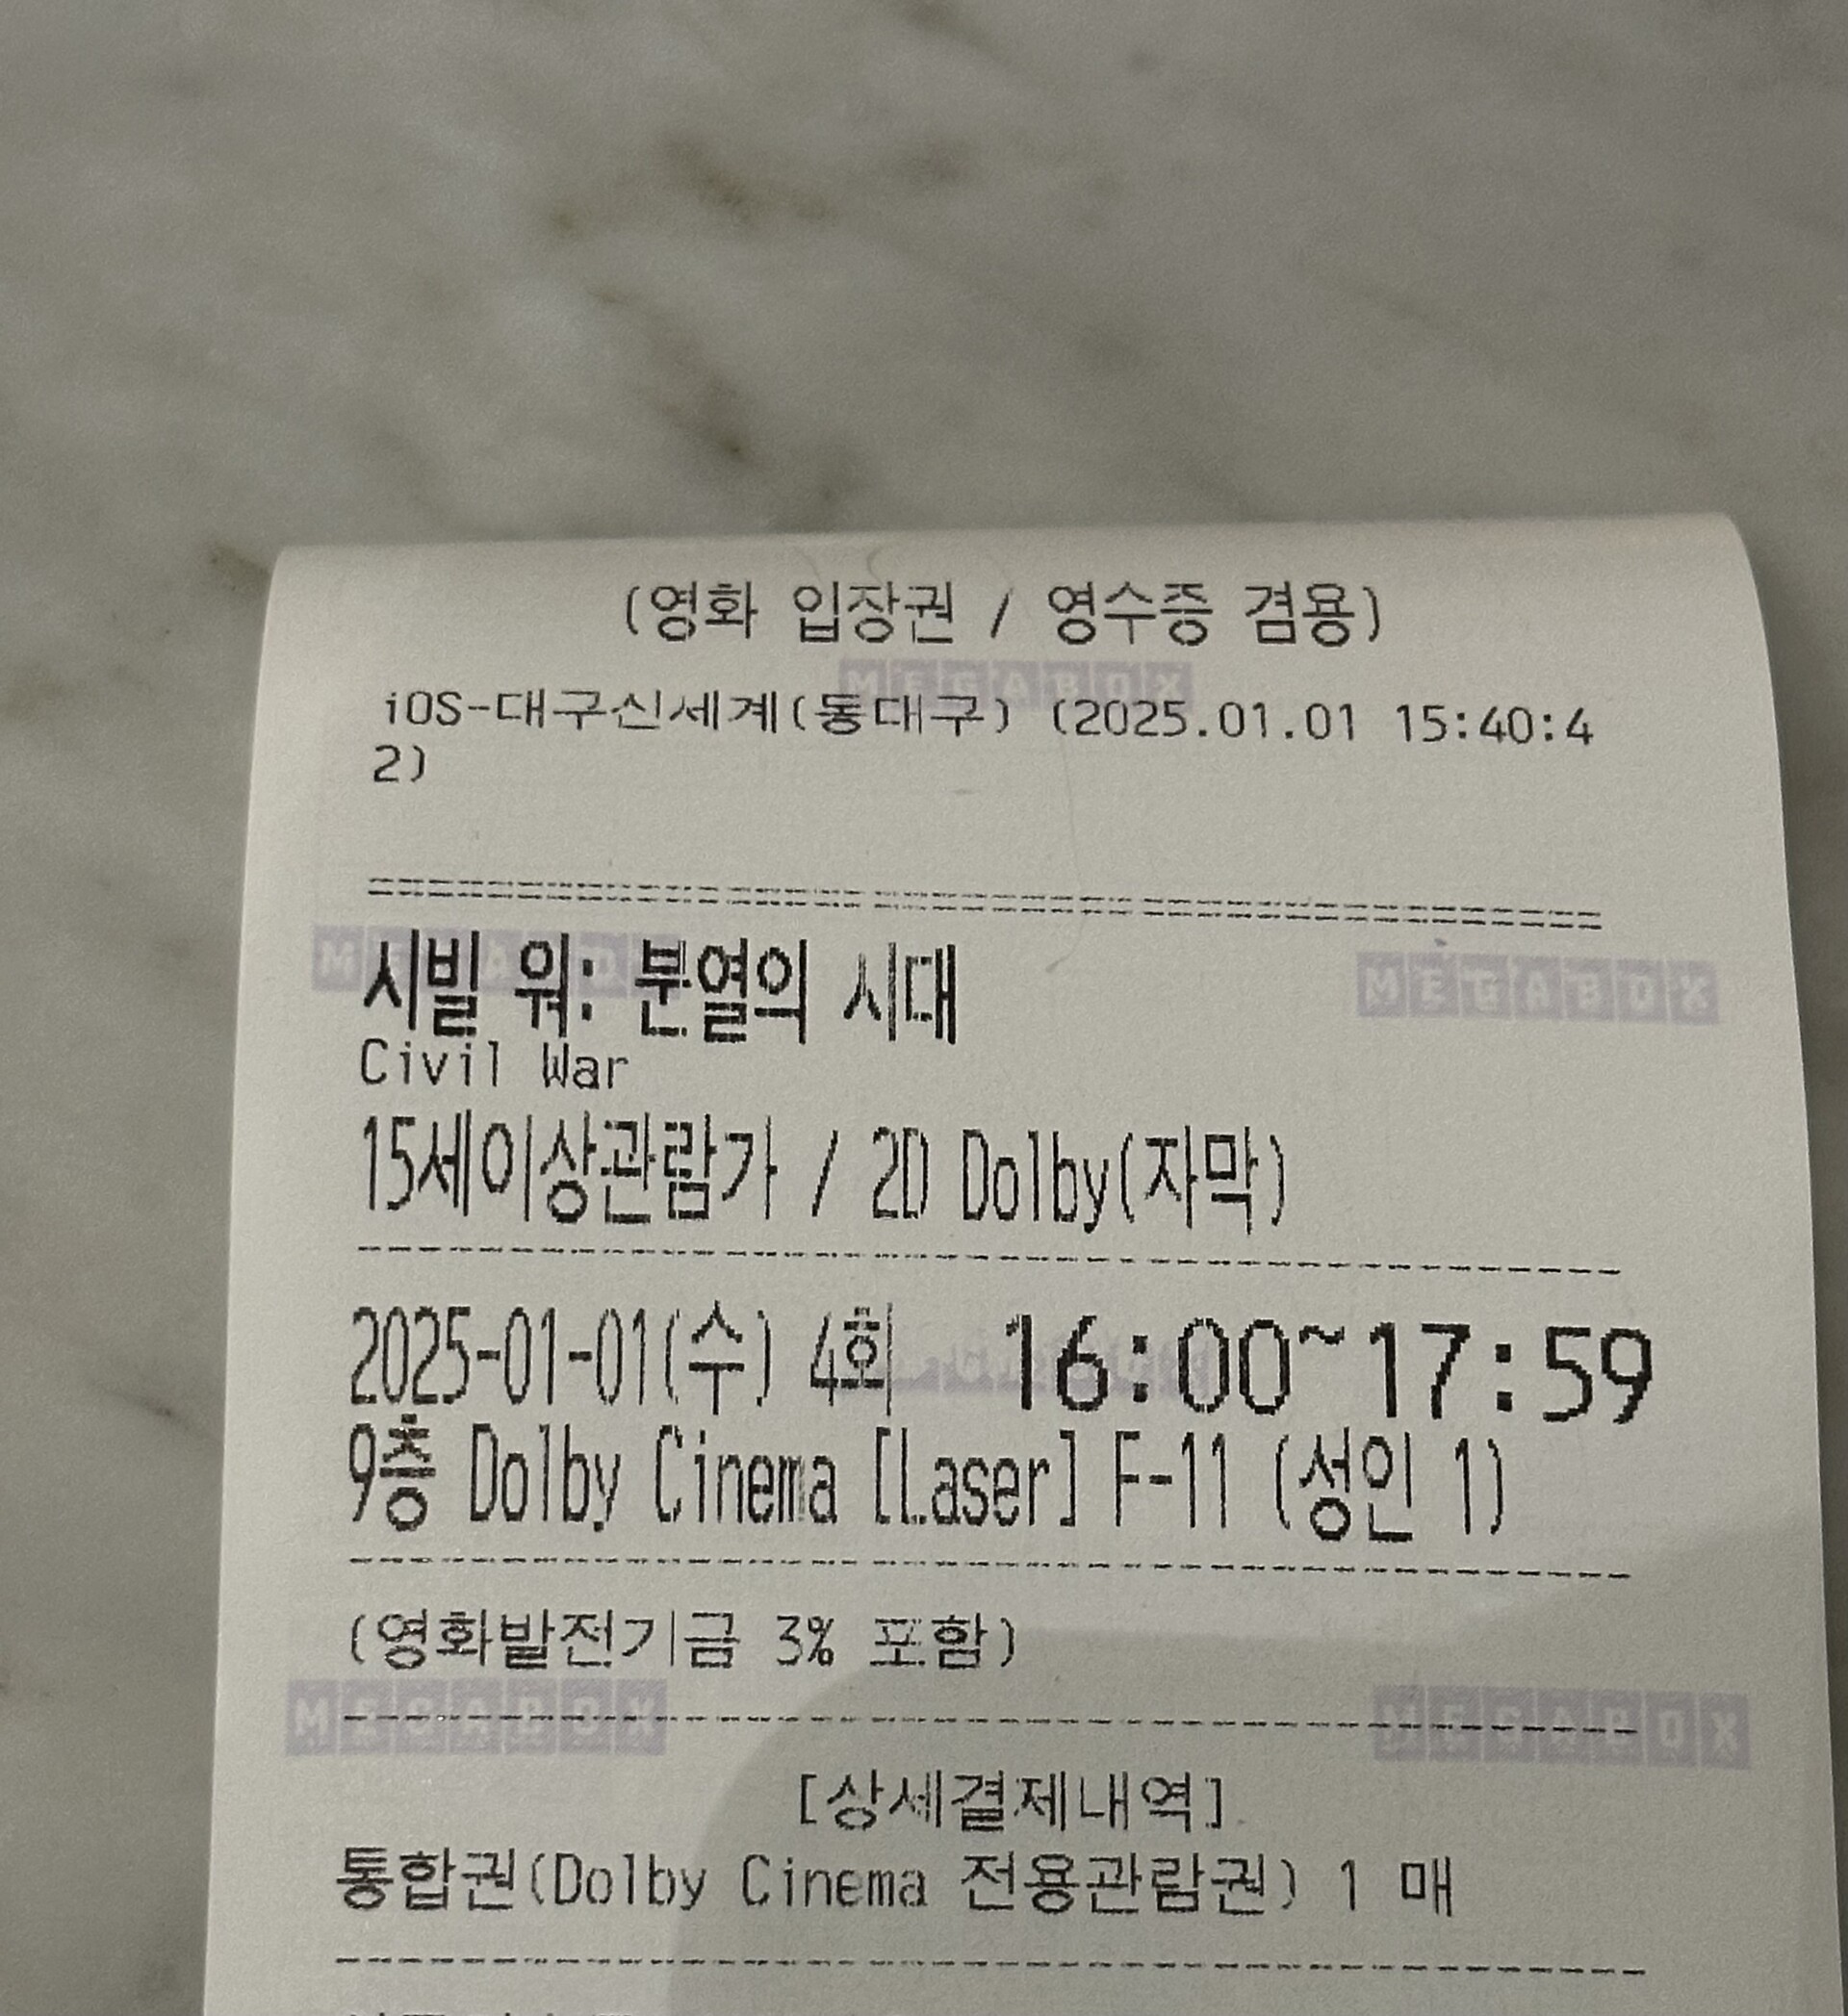 (영화 입장권 / 영수증 겸용)
MEGABOX
iOS-대구신세계(동대구) (2025.01.01 15:40:4
2)
시빌 워: 분열의 시대
MEGABOX
Civil War
15세이상관람가 / 2D Dolby(자막)
2025-01-01(수) 4회 16:00~17:59
9층 Dolby Cinema [Laser] F-11 (성인 1)
(영화발전기금 3% 포함)
MEGABOX MEGABOX
[상세결제내역]
통합권(Dolby Cinema 전용관람권) 1 매